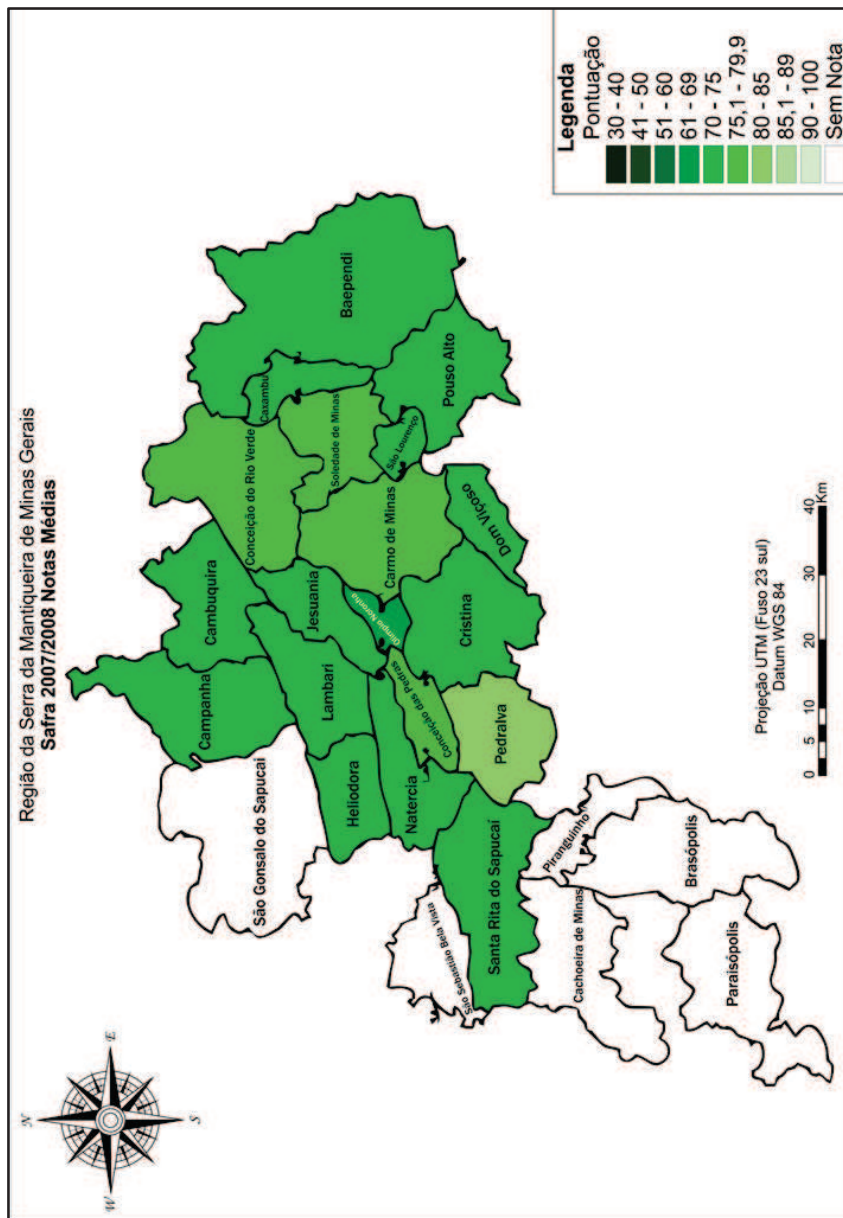 Região da Serra da Mantiqueira de Minas Gerais
Safra 2007/2008 Notas Médias
N
W
E
S
Campanha
Cambuquira
São Gonsalo do Sapucai
Conceição do Rio Verde
Caxambu
Baependi
Lambari
Jesuania
Soledade de Minas
Heliodora
Olimpio Noronha
Carmo de Minas
São Lourenço
Pouso Alto
Natercia
Conceição das Pedras
Cristina
Dom Viçoso
São Sebastião Bela Vista
Santa Rita do Sapucaí
Pedralva
Piranguinho
Cachoeira de Minas
Brasópolis
Paraisópolis
Projeção UTM (Fuso 23 sul)
Datum WGS 84
0 5 10 20 30 40
Km
Legenda
Pontuação
30 - 40
41 - 50
51 - 60
61 - 69
70 - 75
75,1 - 79,9
80 - 85
85,1 - 89
90 - 100
Sem Nota